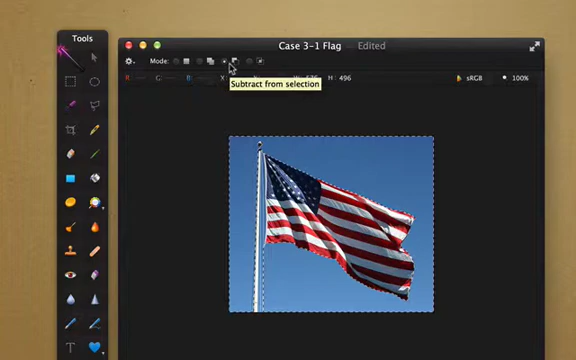 Tools
Case 3-1 Flag — Edited
Mode:
Subtract from selection
H: 496
sRGB
100%
T